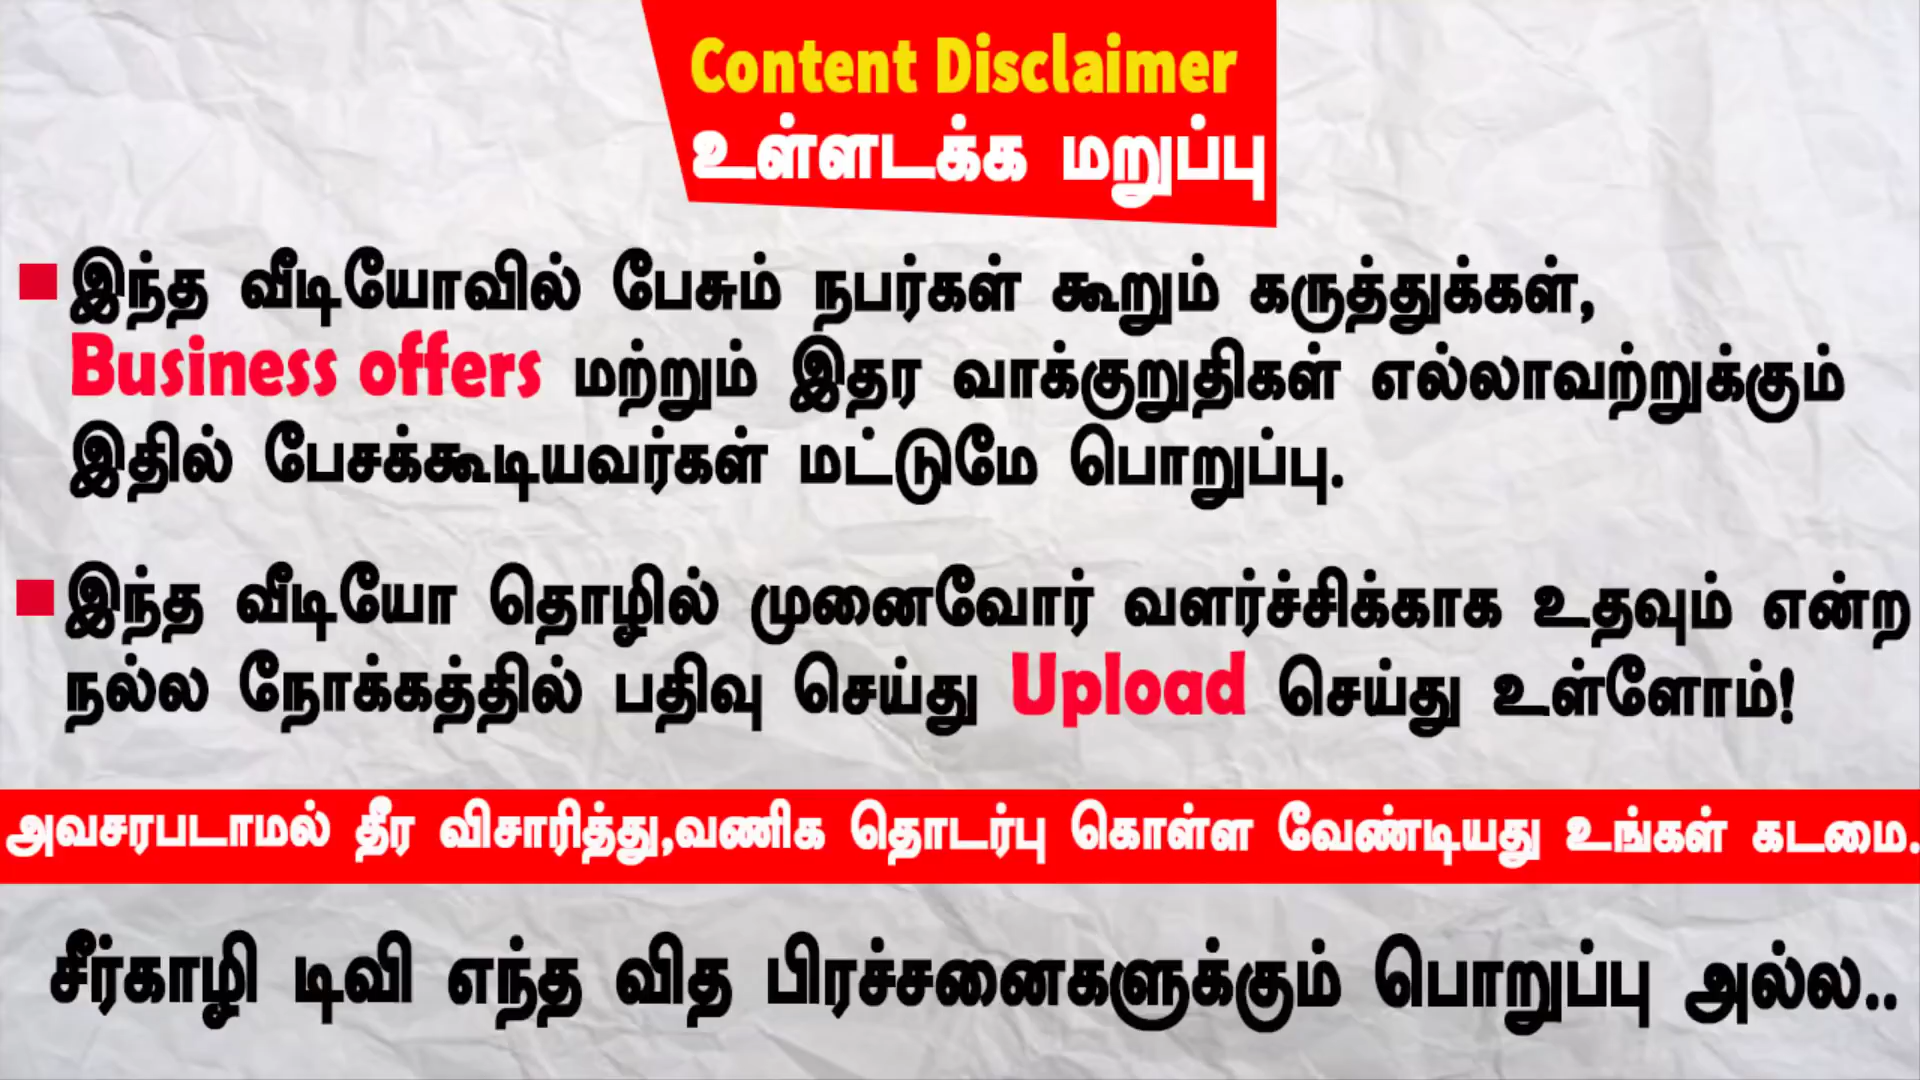 Content Disclaimer
உள்ளடக்க மறுப்பு
இந்த வீடியோவில் பேசும் நபர்கள் கூறும் கருத்துக்கள்,
Business offers மற்றும் இதர வாக்குறுதிகள் எல்லாவற்றுக்கும்
இதில் பேசக்கூடியவர்கள் மட்டுமே பொறுப்பு.
இந்த வீடியோ தொழில் முனைவோர் வளர்ச்சிக்காக உதவும் என்ற
நல்ல நோக்கத்தில் பதிவு செய்து Upload செய்து உள்ளோம்!
அவசரபடாமல் தீர விசாரித்து,வணிக தொடர்பு கொள்ள வேண்டியது உங்கள் கடமை.
சீர்காழி டிவி எந்த வித பிரச்சனைகளுக்கும் பொறுப்பு அல்ல..